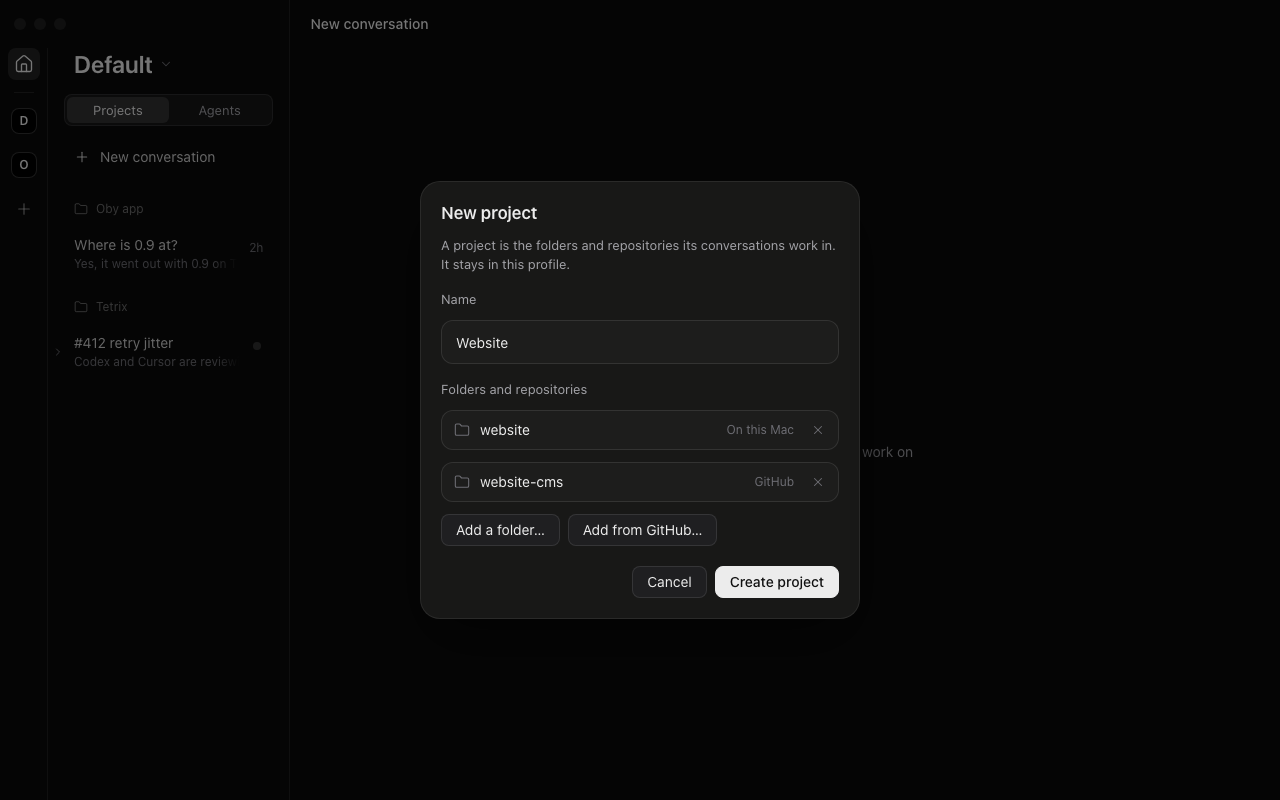 New conversation
Default
Projects
Agents
D
O
New conversation
Oby app
Where is 0.9 at?
2h
Yes, it went out with 0.9 on
Tetrix
#412 retry jitter
Codex and Cursor are review
New project
A project is the folders and repositories its conversations work in.
It stays in this profile.
Name
Website
Folders and repositories
website
On this Mac
website-cms
GitHub
work on
Add a folder...
Add from GitHub...
Cancel
Create project